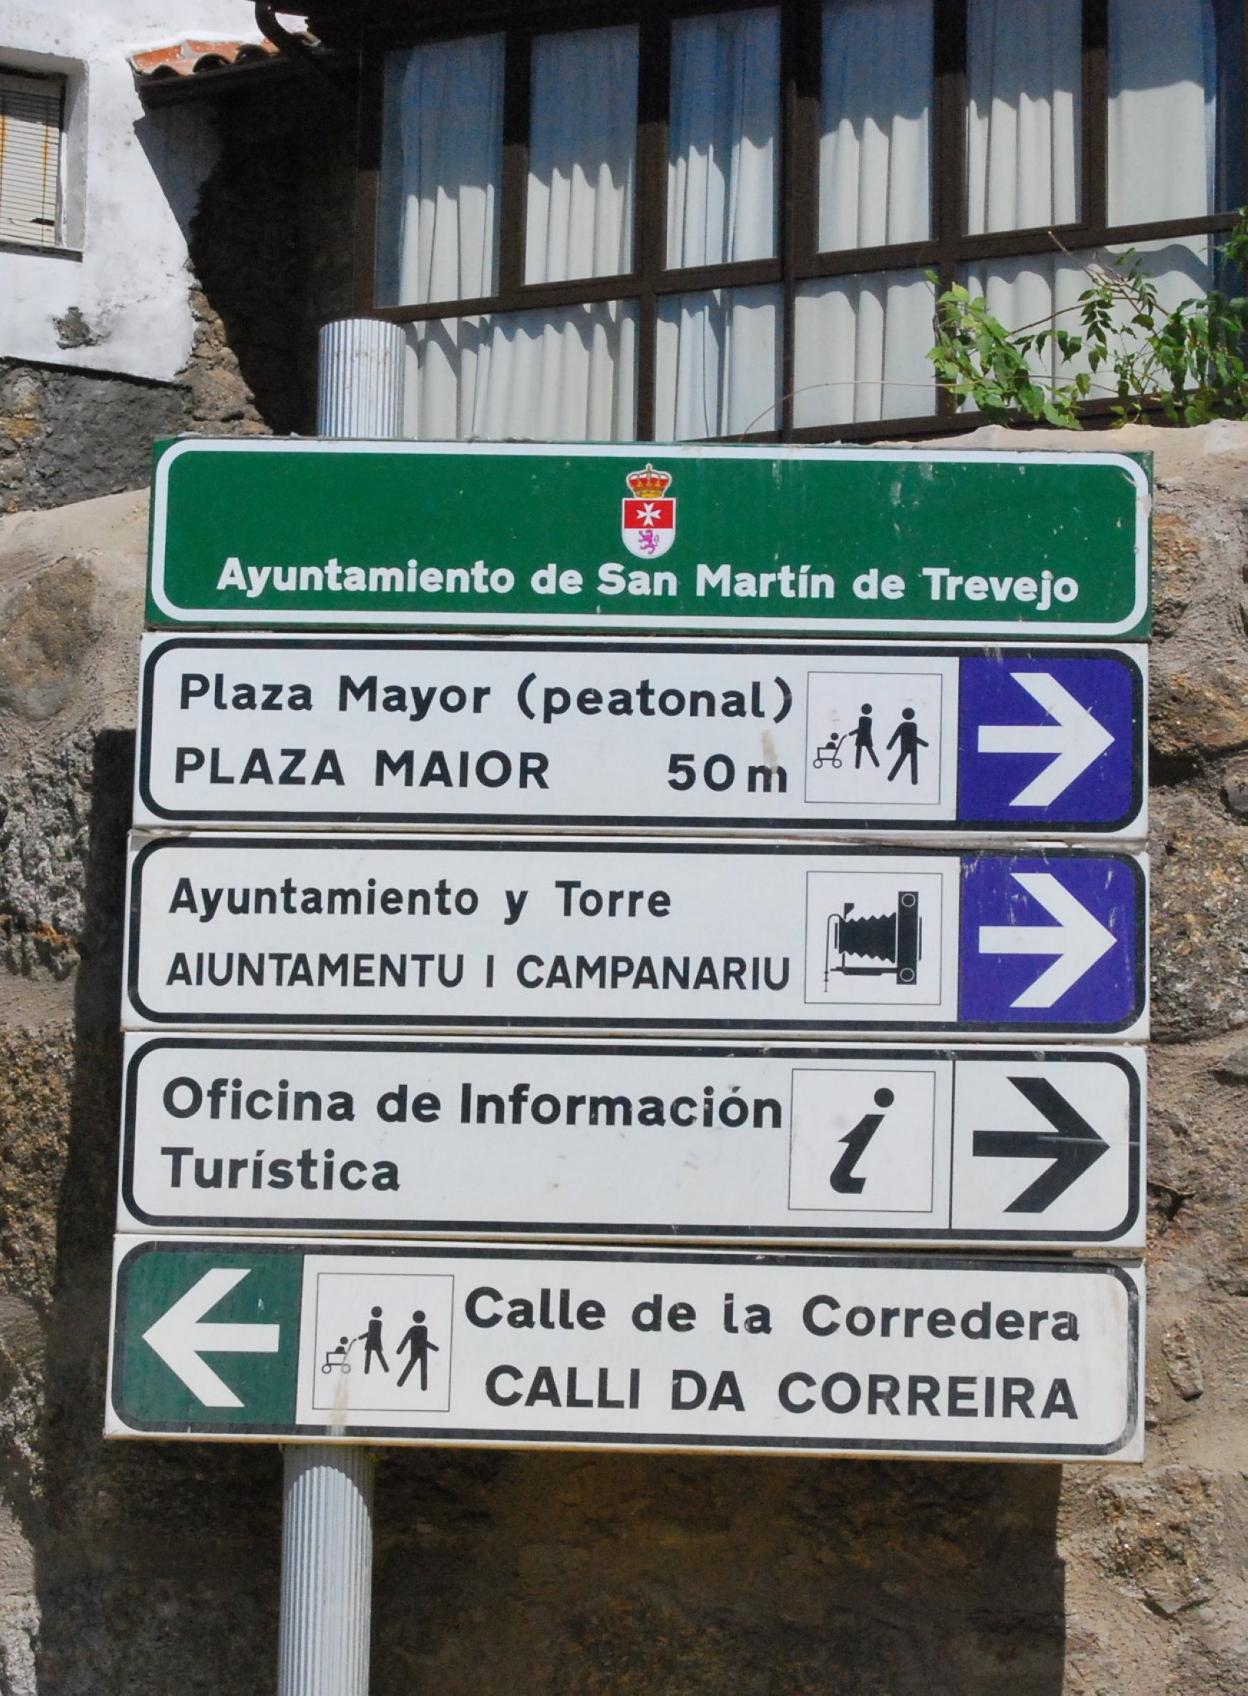 Ayuntamiento de San Martín de Trevejo
Plaza Mayor (peatonal)
PLAZA MAIOR 50 m
Ayuntamiento y Torre
AIUNTAMENTU I CAMPANARIU
Oficina de Información
Turística
Calle de la Corredera
CALLI DA CORREIRA